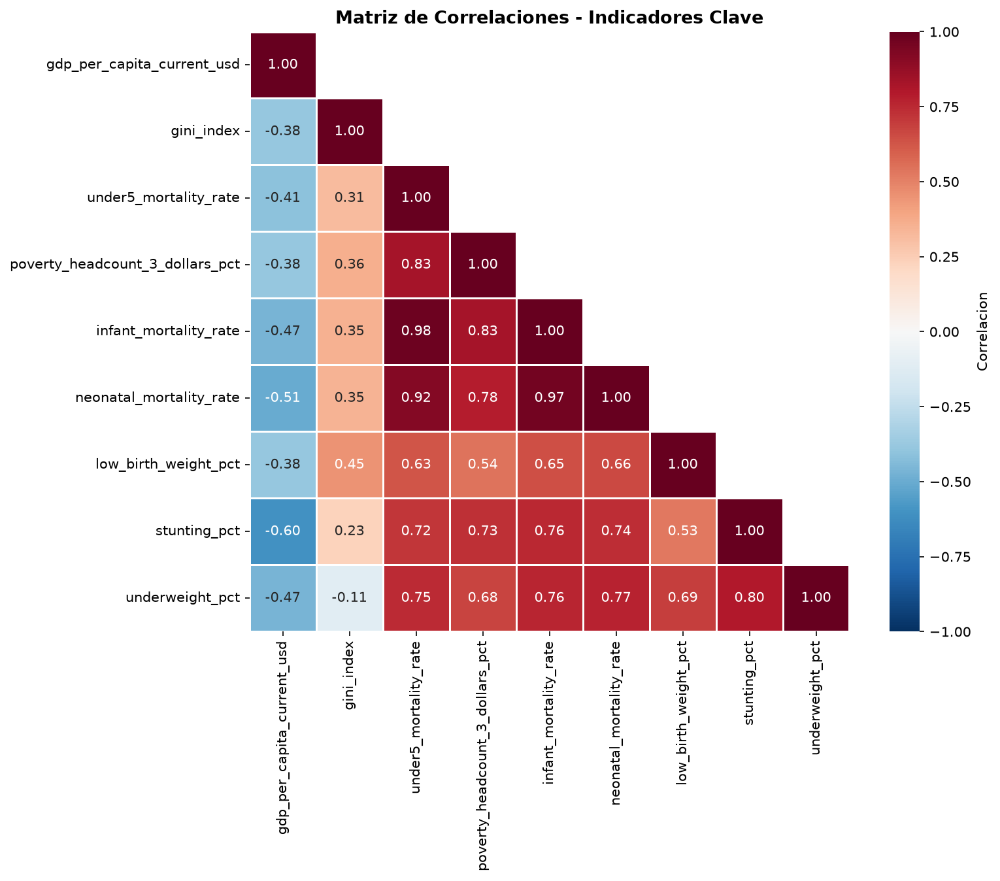 Matriz de Correlaciones - Indicadores Clave
gdp_per_capita_current_usd 1.00
gini_index -0.38 1.00
under5_mortality_rate -0.41 0.31 1.00
poverty_headcount_3_dollars_pct -0.38 0.36 0.83 1.00
infant_mortality_rate -0.47 0.35 0.98 0.83 1.00
neonatal_mortality_rate -0.51 0.35 0.92 0.78 0.97 1.00
low_birth_weight_pct -0.38 0.45 0.63 0.54 0.65 0.66 1.00
stunting_pct -0.60 0.23 0.72 0.73 0.76 0.74 0.53 1.00
underweight_pct -0.47 -0.11 0.75 0.68 0.76 0.77 0.69 0.80 1.00
gdp_per_capita_current_usd
gini_index
under5_mortality_rate
poverty_headcount_3_dollars_pct
infant_mortality_rate
neonatal_mortality_rate
low_birth_weight_pct
stunting_pct
underweight_pct
1.00
0.75
0.50
0.25
0.00
−0.25
−0.50
−0.75
−1.00
Correlacion